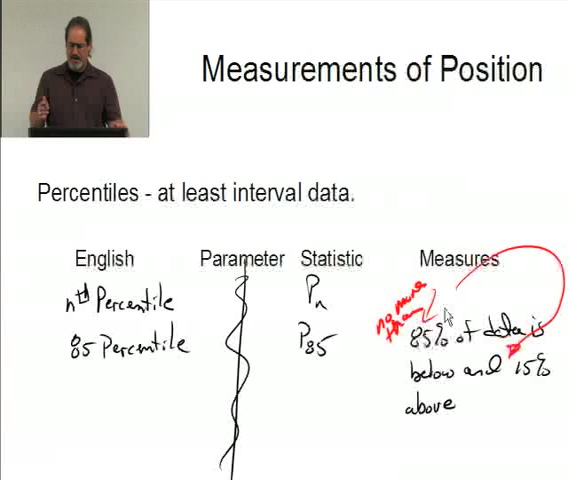 Measurements of Position
Percentiles - at least interval data.
English Parameter Statistic Measures
nth Percentile Pn
no more
than
85 Percentile P85 85% of data is
below and 15%
above